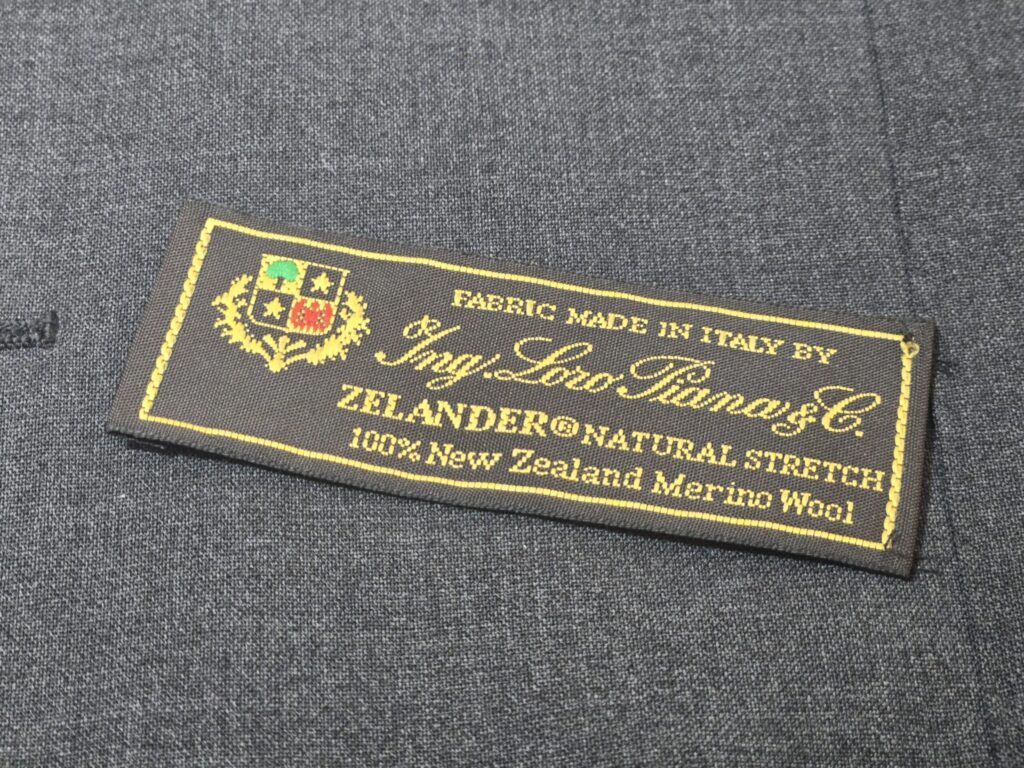 FABRIC MADE IN ITALY BY
Ing. Loro Piana & C.
ZELANDER® NATURAL STRETCH
100% New Zealand Merino Wool